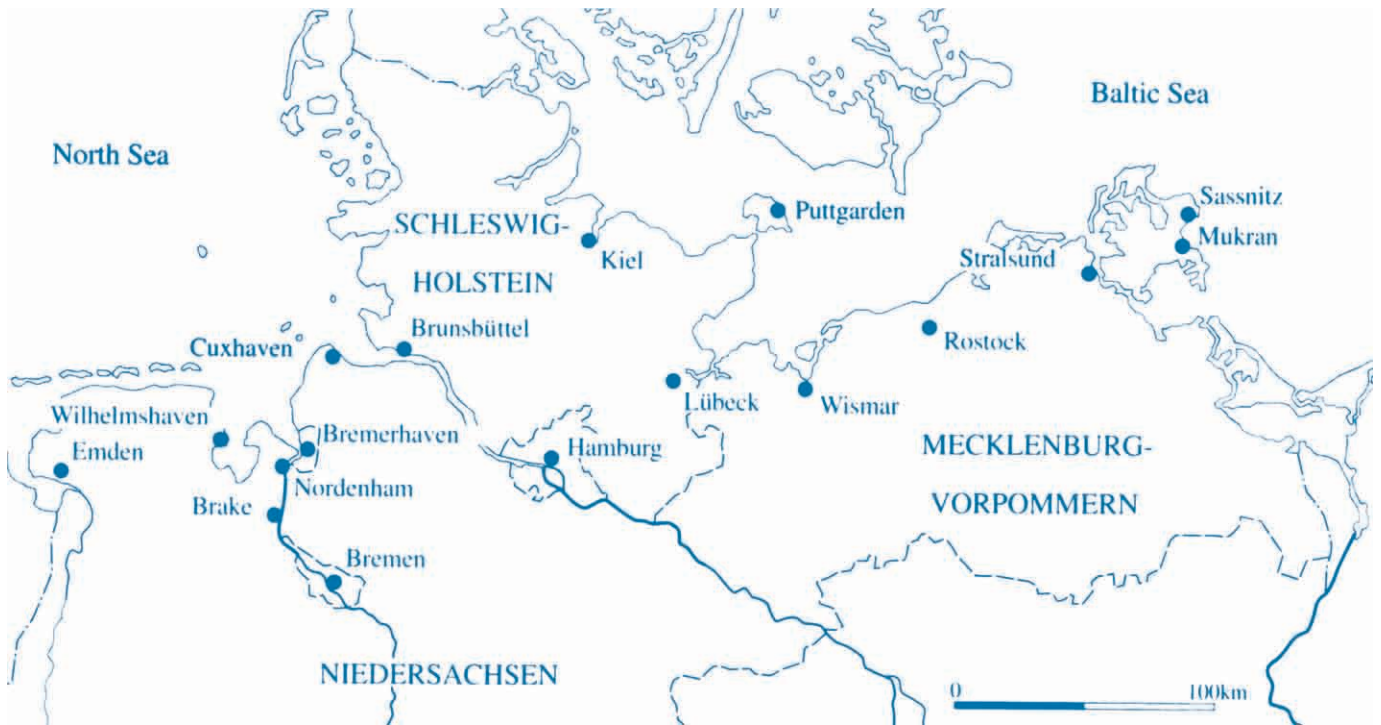 Baltic Sea
North Sea
Sassnitz
Puttgarden
SCHLESWIG-
Mukran
Kiel
Stralsund
HOLSTEIN
Brunsbüttel
Cuxhaven
Rostock
Lübeck
Wismar
Wilhelmshaven
Bremerhaven
Emden
Hamburg
MECKLENBURG-
Nordenham
Brake
VORPOMMERN
Bremen
NIEDERSACHSEN
0
100km